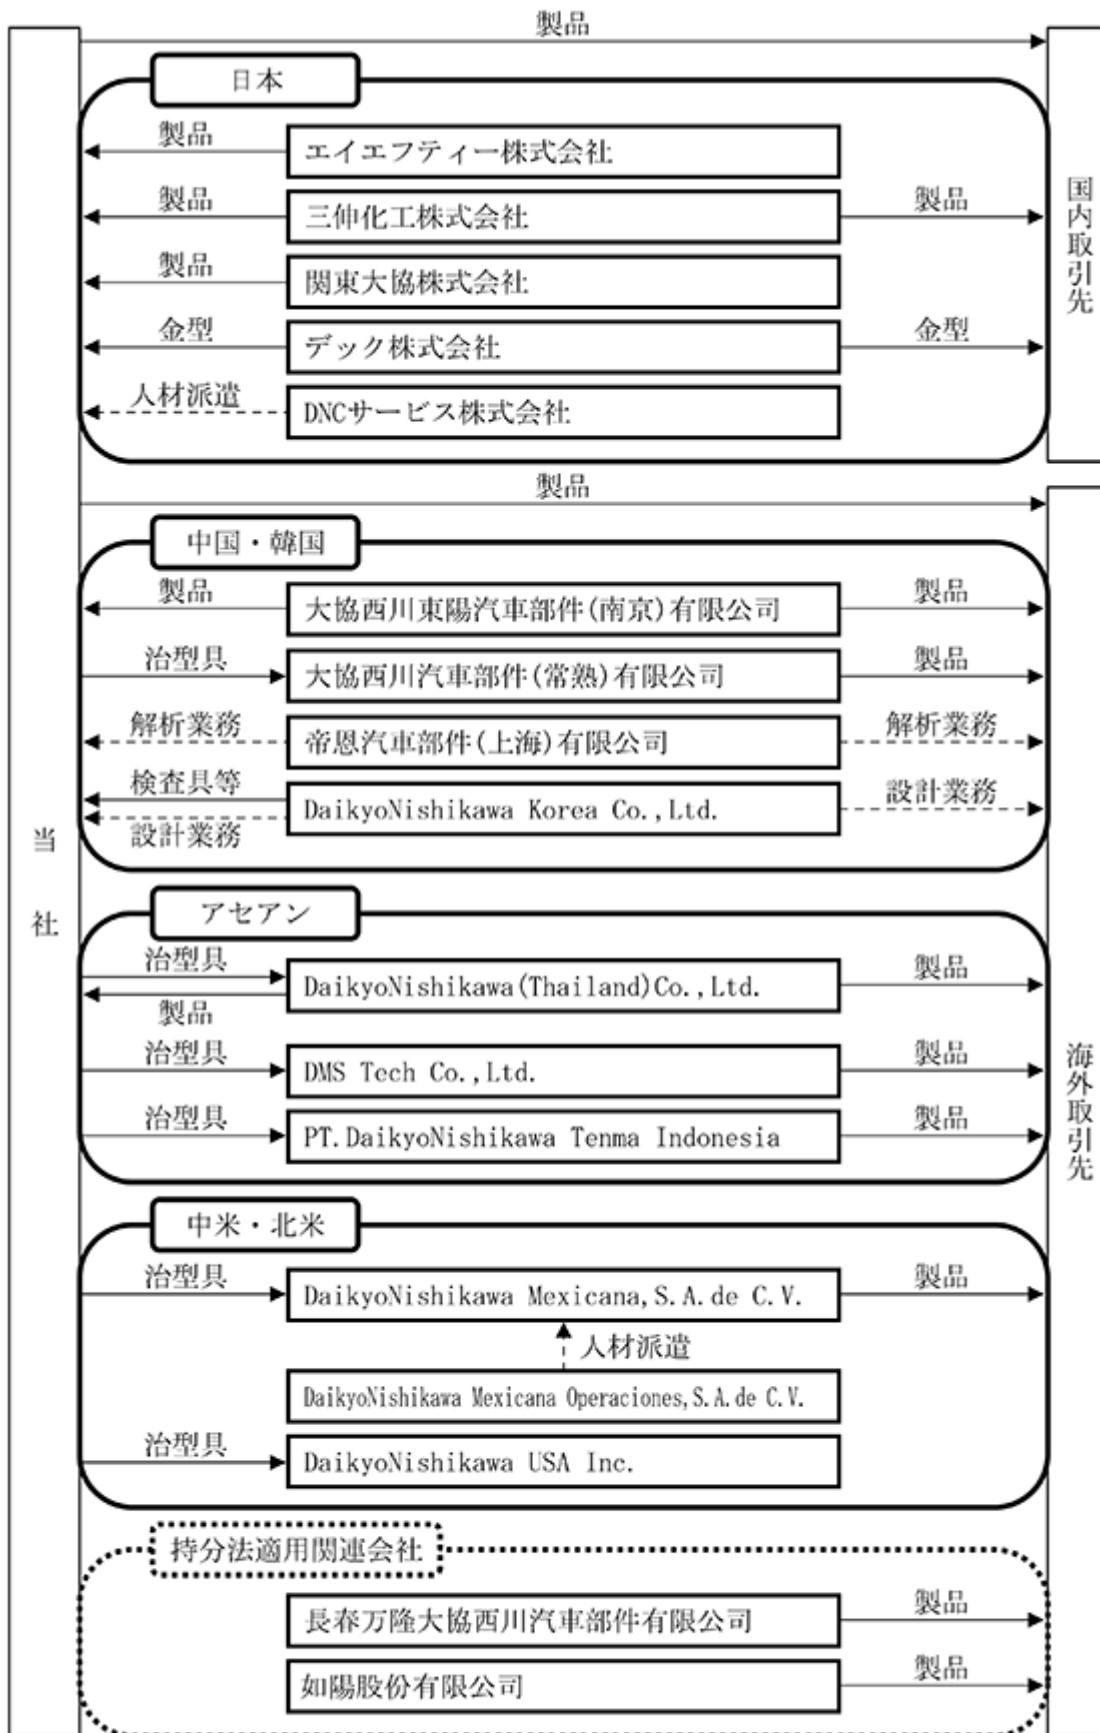 製品
日本
製品
エイエフティー株式会社
製品
三伸化工株式会社
製品
製品
関東大協株式会社
金型
デック株式会社
金型
人材派遣
DNCサービス株式会社
国内取引先
製品
中国・韓国
製品
大協西川東陽汽車部件(南京)有限公司
製品
治型具
大協西川汽車部件(常熟)有限公司
製品
解析業務
帝恩汽車部件(上海)有限公司
解析業務
検査具等
設計業務
DaikyoNishikawa Korea Co.,Ltd.
設計業務
当社
アセアン
治型具
製品
DaikyoNishikawa(Thailand)Co.,Ltd.
製品
治型具
DMS Tech Co.,Ltd.
製品
治型具
PT.DaikyoNishikawa Tenma Indonesia
製品
海外取引先
中米・北米
治型具
DaikyoNishikawa Mexicana,S.A.de C.V.
製品
人材派遣
DaikyoNishikawa Mexicana Operaciones,S.A.de C.V.
治型具
DaikyoNishikawa USA Inc.
持分法適用関連会社
長春万隆大協西川汽車部件有限公司
製品
如陽股份有限公司
製品